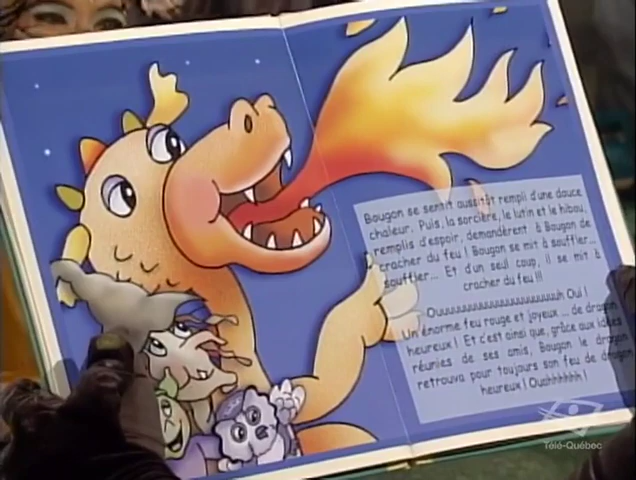 Bougon se sentit aussitôt rempli d'une douce
chaleur. Puis, la sorcière, le lutin et le hibou,
remplis d'espoir, demandèrent à Bougon de
cracher du feu ! Bougon se mit à souffler...
souffler... Et d'un seul coup, il se mit à
cracher du feu !!!
Ouuuuuuuuuuuuuuuuuh Oui !
Un énorme feu rouge et joyeux ... de dragon
heureux ! Et c'est ainsi que, grâce aux idées
réunies de ses amis, Bougon le dragon
retrouva pour toujours son feu de dragon
heureux ! Ouahhhhhh !
Télé-Québec